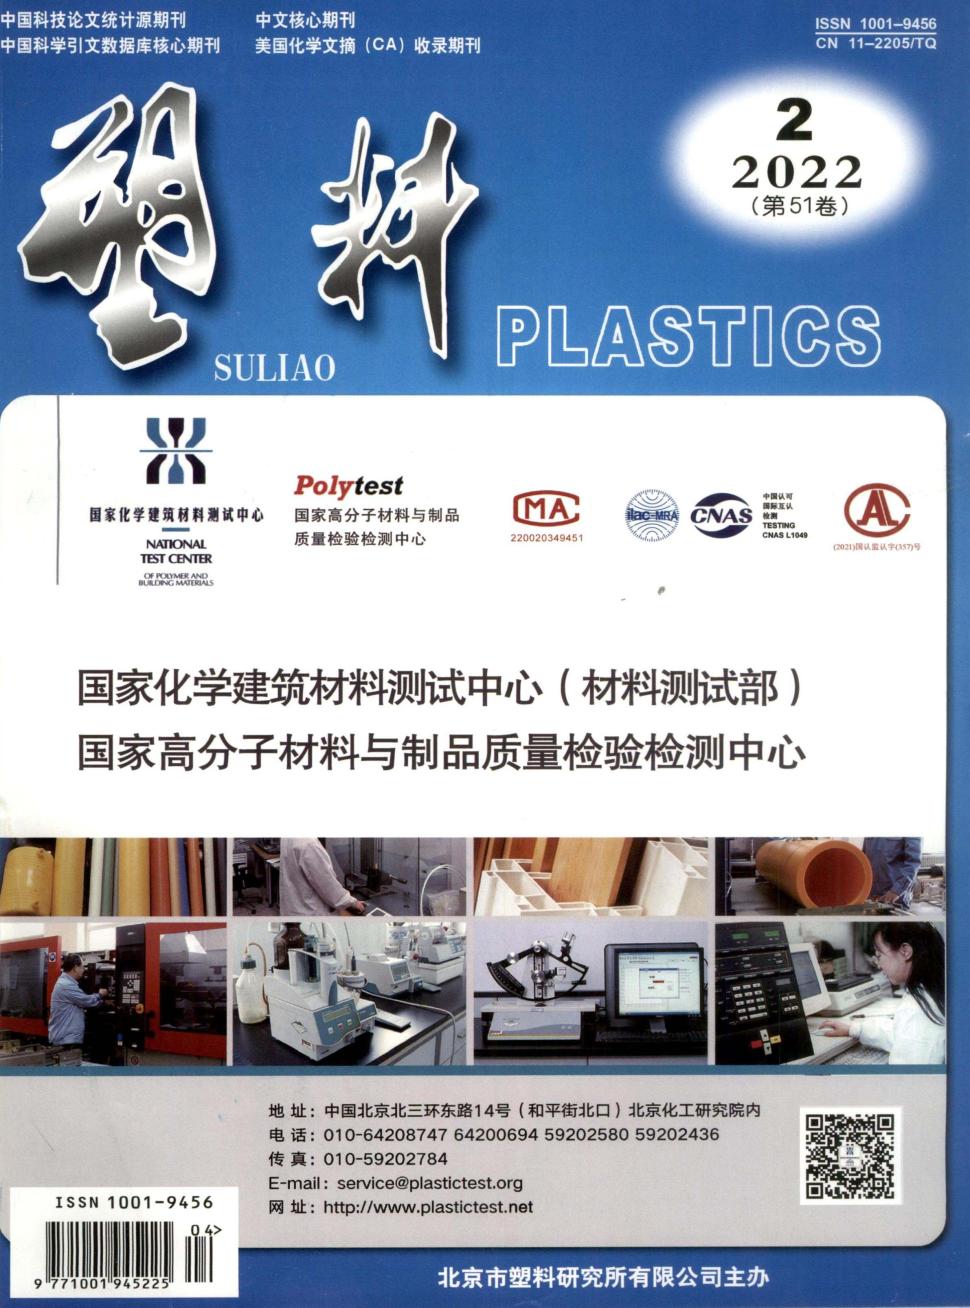 中国科技论文统计源期刊 中文核心期刊
中国科学引文数据库核心期刊 美国化学文摘（CA）收录期刊
ISSN 1001-9456
CN 11-2205/TQ
2
2022
（第51卷）
塑料
SULIAO
PLASTICS
国家化学建筑材料测试中心
NATIONAL
TEST CENTER
OF POLYMER AND
BUILDING MATERIALS
Polytest
国家高分子材料与制品
质量检验检测中心
MA
220020349451
ilac-MRA
CNAS
中国认可
国际互认
检测
TESTING
CNAS L1049
AL
(2021)国认监认字(357)号
国家化学建筑材料测试中心（材料测试部）
国家高分子材料与制品质量检验检测中心
地 址：中国北京北三环东路14号（和平街北口）北京化工研究院内
电 话：010-64208747 64200694 59202580 59202436
传 真：010-59202784
E-mail：service@plastictest.org
网 址：http://www.plastictest.net
ISSN 1001-9456
04>
9 771001 945225
北京市塑料研究所有限公司主办